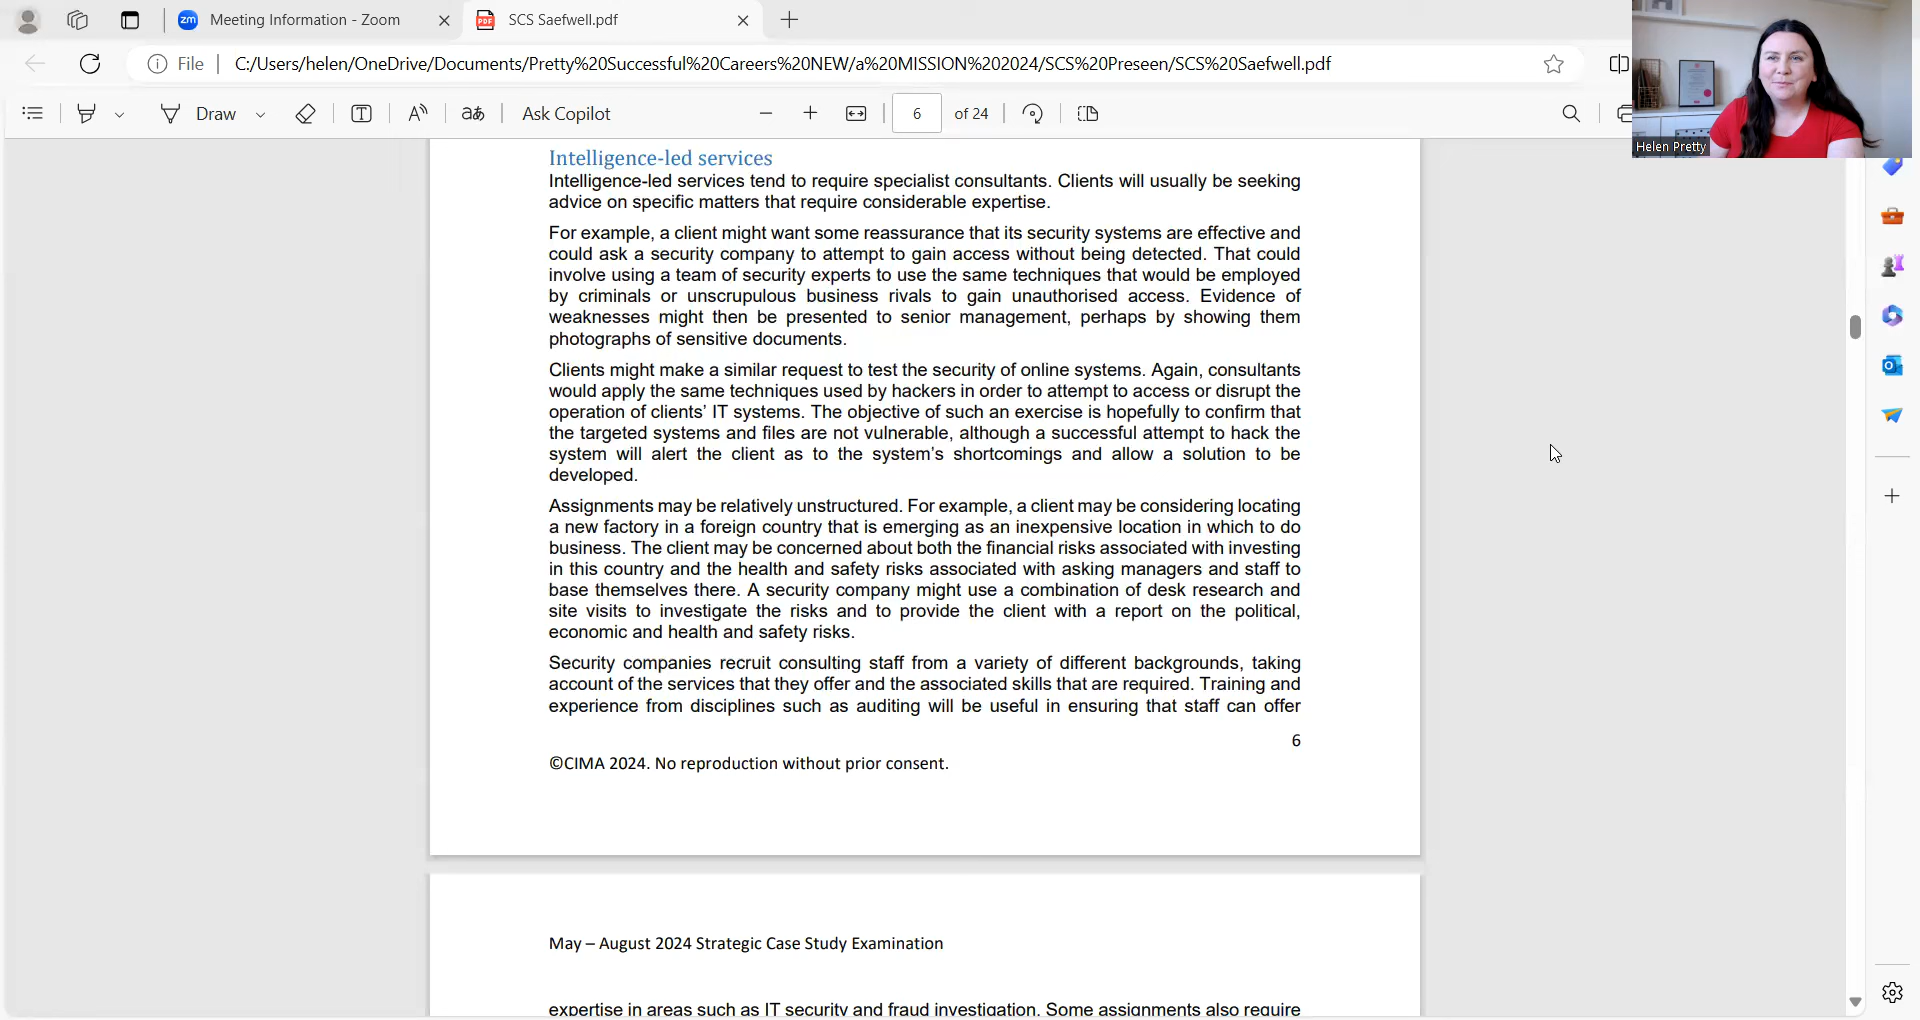 Meeting Information - Zoom
SCS Saefwell.pdf
File
C:/Users/helen/OneDrive/Documents/Pretty%20Successful%20Careers%20NEW/a%20MISSION%202024/SCS%20Preseen/SCS%20Saefwell.pdf
Draw
Ask Copilot
6 of 24
Helen Pretty
Intelligence-led services
Intelligence-led services tend to require specialist consultants. Clients will usually be seeking
advice on specific matters that require considerable expertise.
For example, a client might want some reassurance that its security systems are effective and
could ask a security company to attempt to gain access without being detected. That could
involve using a team of security experts to use the same techniques that would be employed
by criminals or unscrupulous business rivals to gain unauthorised access. Evidence of
weaknesses might then be presented to senior management, perhaps by showing them
photographs of sensitive documents.
Clients might make a similar request to test the security of online systems. Again, consultants
would apply the same techniques used by hackers in order to attempt to access or disrupt the
operation of clients’ IT systems. The objective of such an exercise is hopefully to confirm that
the targeted systems and files are not vulnerable, although a successful attempt to hack the
system will alert the client as to the system’s shortcomings and allow a solution to be
developed.
Assignments may be relatively unstructured. For example, a client may be considering locating
a new factory in a foreign country that is emerging as an inexpensive location in which to do
business. The client may be concerned about both the financial risks associated with investing
in this country and the health and safety risks associated with asking managers and staff to
base themselves there. A security company might use a combination of desk research and
site visits to investigate the risks and to provide the client with a report on the political,
economic and health and safety risks.
Security companies recruit consulting staff from a variety of different backgrounds, taking
account of the services that they offer and the associated skills that are required. Training and
experience from disciplines such as auditing will be useful in ensuring that staff can offer
6
©CIMA 2024. No reproduction without prior consent.
May – August 2024 Strategic Case Study Examination
expertise in areas such as IT security and fraud investigation. Some assignments also require